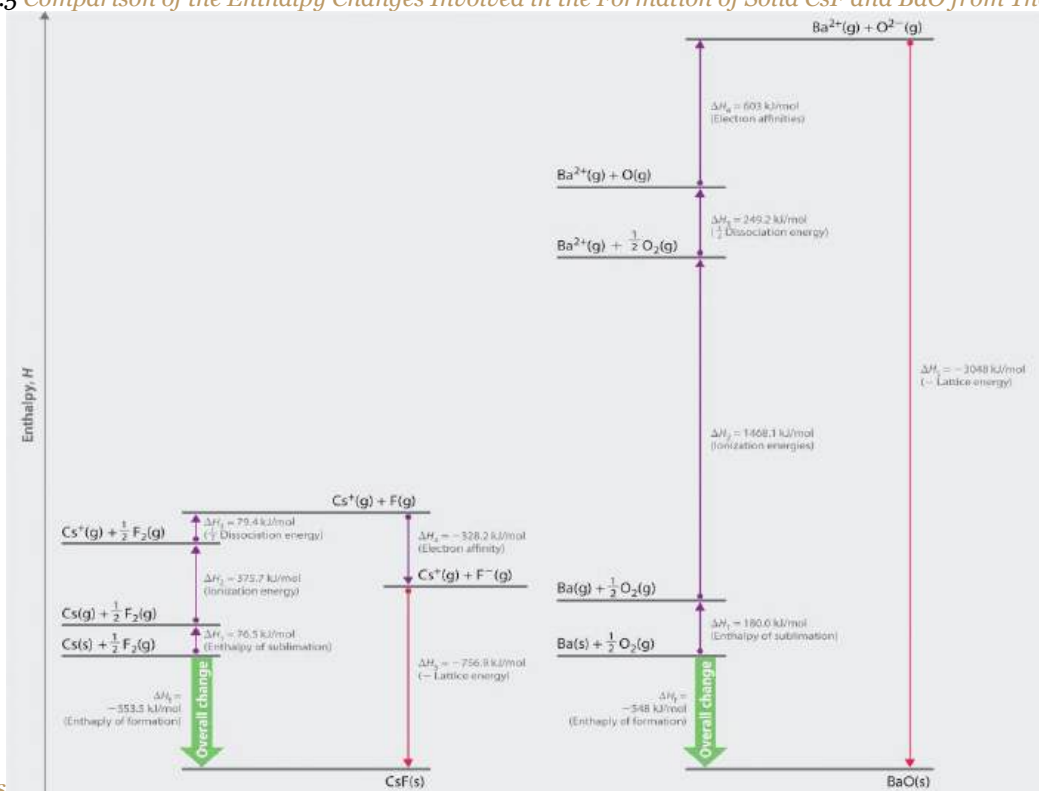 .5 Comparison of the Enthalpy Changes Involved in the Formation of Solid CsF and BaO from
Ba²⁺(g) + O²⁻(g)
ΔH₄ = 603 kJ/mol
(Electron affinities)
Ba²⁺(g) + O(g)
ΔH₃ = 249.2 kJ/mol
(½ Dissociation energy)
Ba²⁺(g) + ½ O₂(g)
ΔH₅ = −3048 kJ/mol
(− Lattice energy)
Enthalpy, H
ΔH₂ = 1468.1 kJ/mol
(Ionization energies)
Cs⁺(g) + F(g)
Cs⁺(g) + ½ F₂(g)
ΔH₃ = 79.4 kJ/mol
(½ Dissociation energy)
ΔH₄ = −328.2 kJ/mol
(Electron affinity)
Cs⁺(g) + F⁻(g)
ΔH₂ = 375.7 kJ/mol
(Ionization energy)
Ba(g) + ½ O₂(g)
Cs(g) + ½ F₂(g)
ΔH₁ = 76.5 kJ/mol
(Enthalpy of sublimation)
Cs(s) + ½ F₂(g)
ΔH₁ = 180.0 kJ/mol
(Enthalpy of sublimation)
Ba(s) + ½ O₂(g)
ΔH₅ = −756.9 kJ/mol
(− Lattice energy)
ΔHf =
−553.5 kJ/mol
(Enthaply of formation)
Overall change
ΔHf =
−548 kJ/mol
(Enthaply of formation)
Overall change
CsF(s)
BaO(s)
s